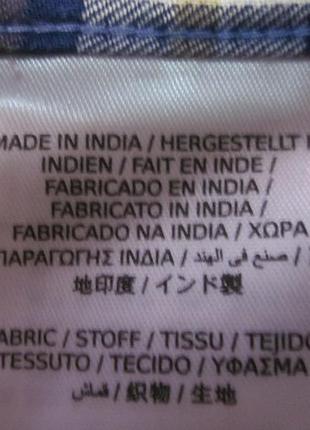 MADE IN INDIA / HERGESTELLT
INDIEN / FAIT EN INDE /
FABRICADO EN INDIA /
FABRICATO IN INDIA /
FABRICADO NA INDIA / ΧΩΡΑ
ΠΑΡΑΓΩΓΗΣ ΙΝΔΙΑ / صنع في الهند /
地印度 / インド製
FABRIC / STOFF / TISSU / TEJIDO
TESSUTO / TECIDO / ΥΦΑΣΜΑ
قماش / 織物 / 生地